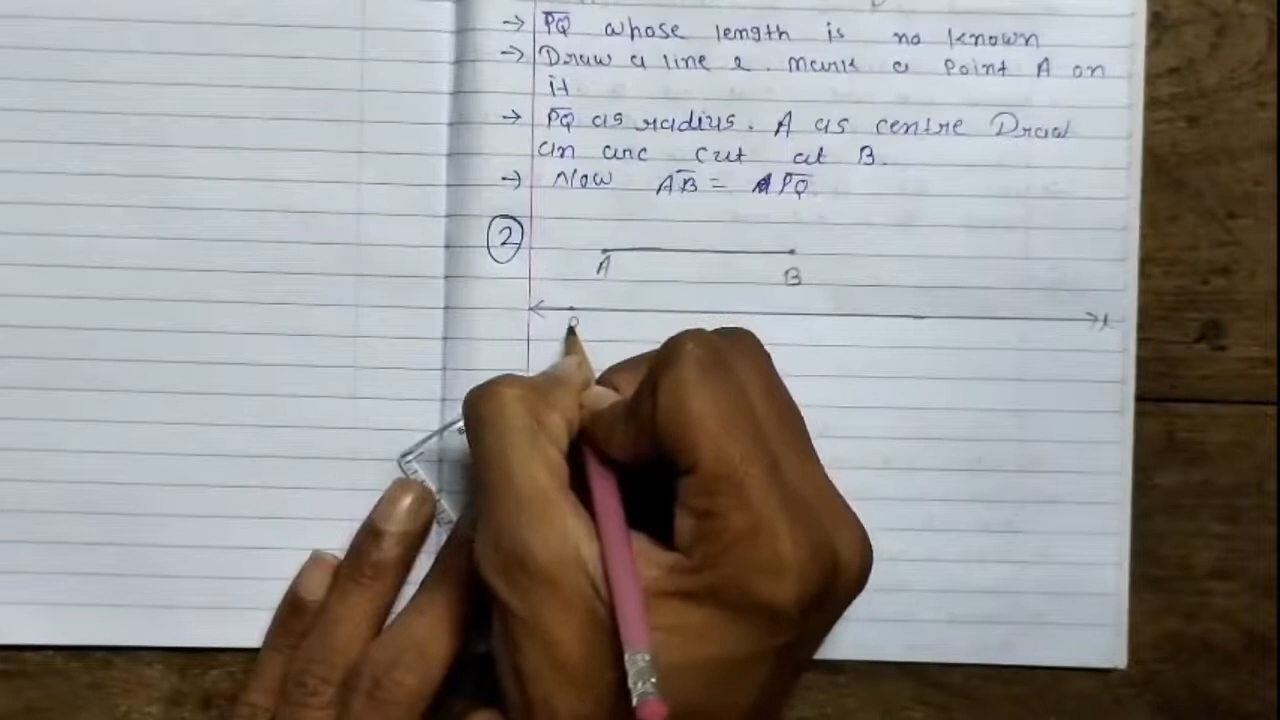 → PQ whose length is no known
→ Draw a line l. Mark a point A on
it
→ PQ as radius. A as centre Draw
an arc cut at B.
→ Now AB = PQ
2
A B
l